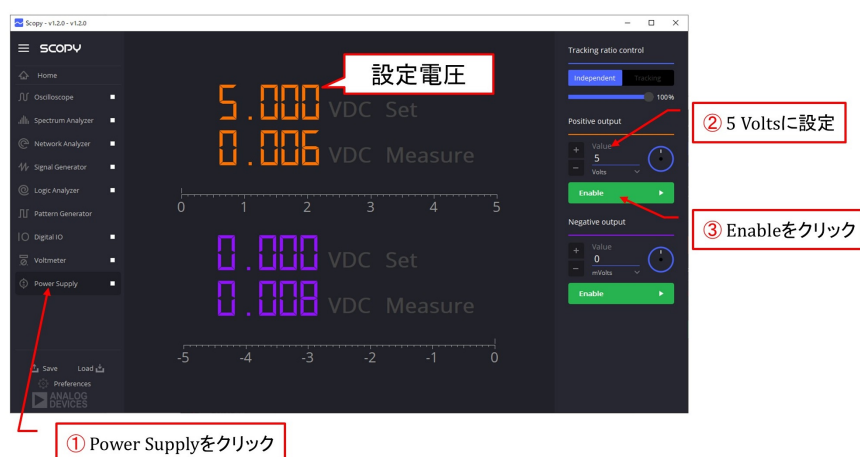 Scopy - v1.2.0 - v1.2.0
SCOPY
Home
Oscilloscope
Spectrum Analyzer
Network Analyzer
Signal Generator
Logic Analyzer
Pattern Generator
Digital IO
Voltmeter
Power Supply
Save Load
Preferences
ANALOG
DEVICES
① Power Supplyをクリック
設定電圧
5.000 VDC Set
0.006 VDC Measure
0 1 2 3 4 5
0.000 VDC Set
0.008 VDC Measure
-5 -4 -3 -2 -1 0
Tracking ratio control
Independent Tracking
100%
Positive output
+ Value
5
- Volts
Enable
Negative output
+ Value
0
- mVolts
Enable
② 5 Voltsに設定
③ Enableをクリック